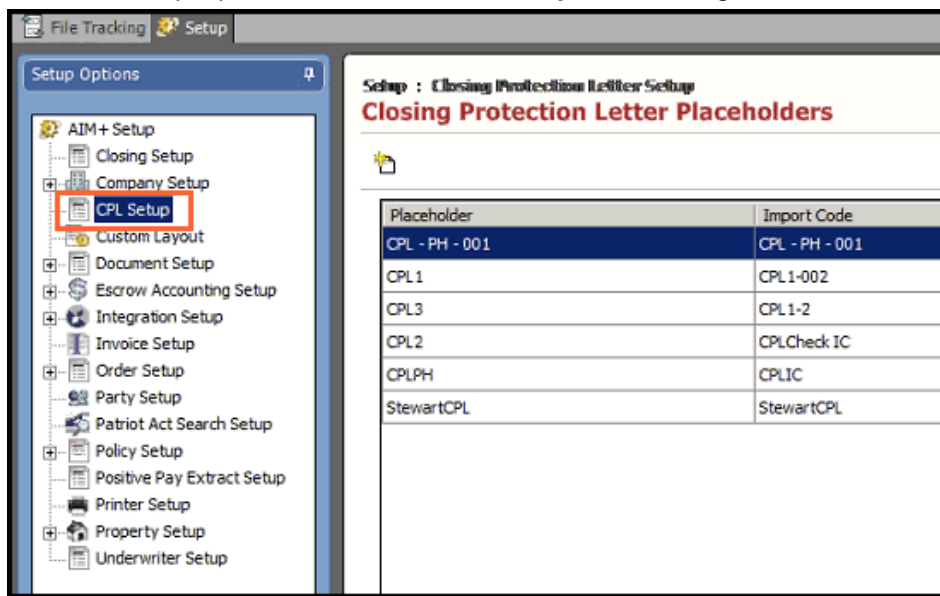 File Tracking Setup
Setup Options
AIM+ Setup
Closing Setup
Company Setup
CPL Setup
Custom Layout
Document Setup
Escrow Accounting Setup
Integration Setup
Invoice Setup
Order Setup
Party Setup
Patriot Act Search Setup
Policy Setup
Positive Pay Extract Setup
Printer Setup
Property Setup
Underwriter Setup
Setup : Closing Protection Letter Setup
Closing Protection Letter Placeholders
Placeholder Import Code
CPL - PH - 001 CPL - PH - 001
CPL1 CPL1-002
CPL3 CPL1-2
CPL2 CPLCheck IC
CPLPH CPLIC
StewartCPL StewartCPL